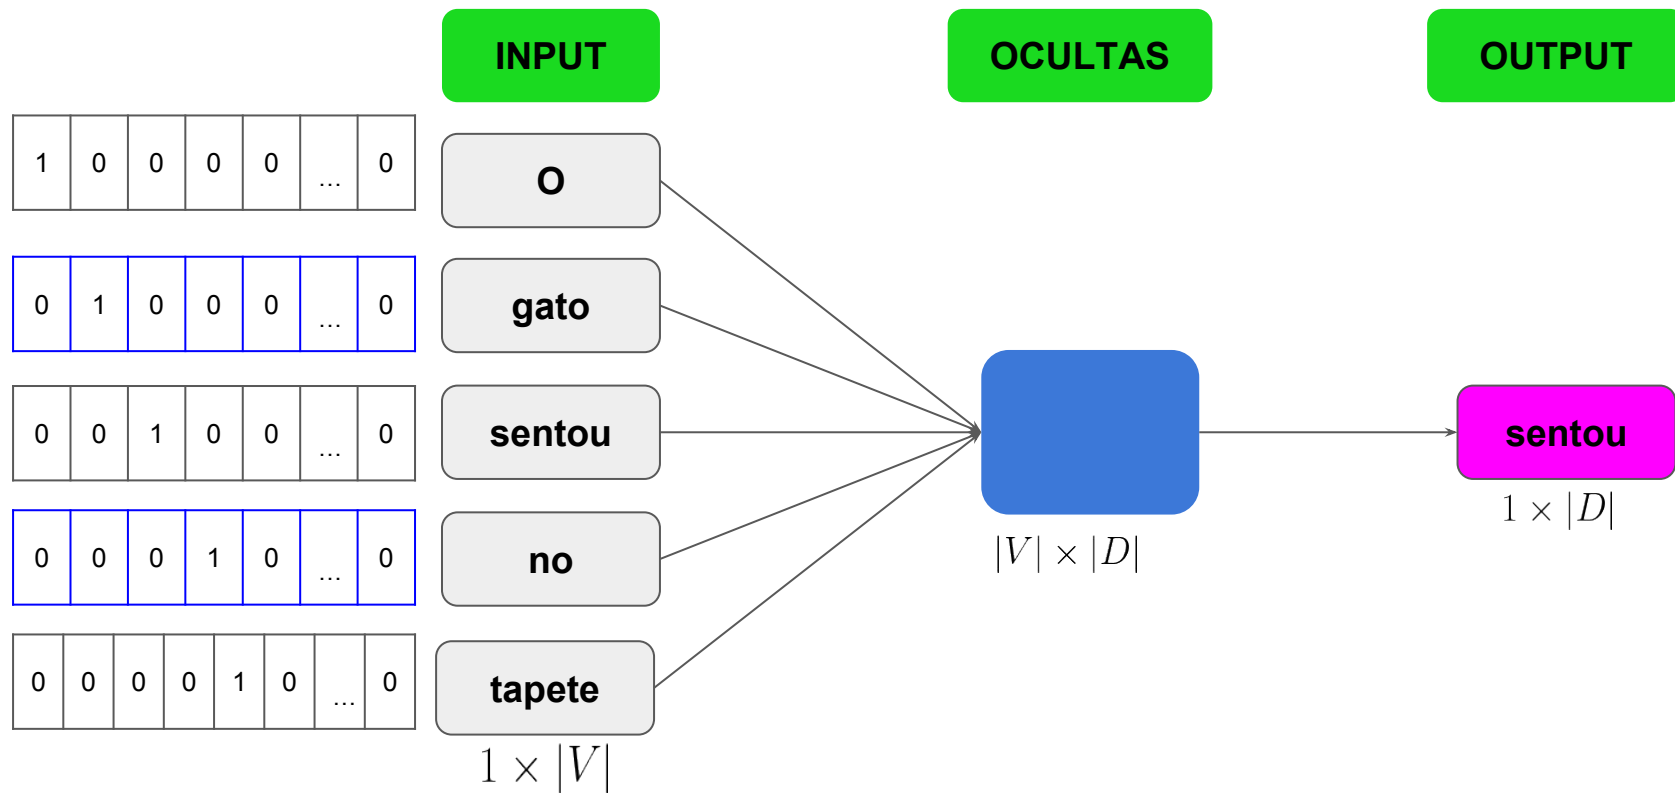 INPUT OCULTAS OUTPUT
1 0 0 0 0 ... 0 O
0 1 0 0 0 ... 0 gato
0 0 1 0 0 ... 0 sentou sentou
1 × |D|
0 0 0 1 0 ... 0 no |V| × |D|
0 0 0 0 1 0 ... 0 tapete
1 × |V|